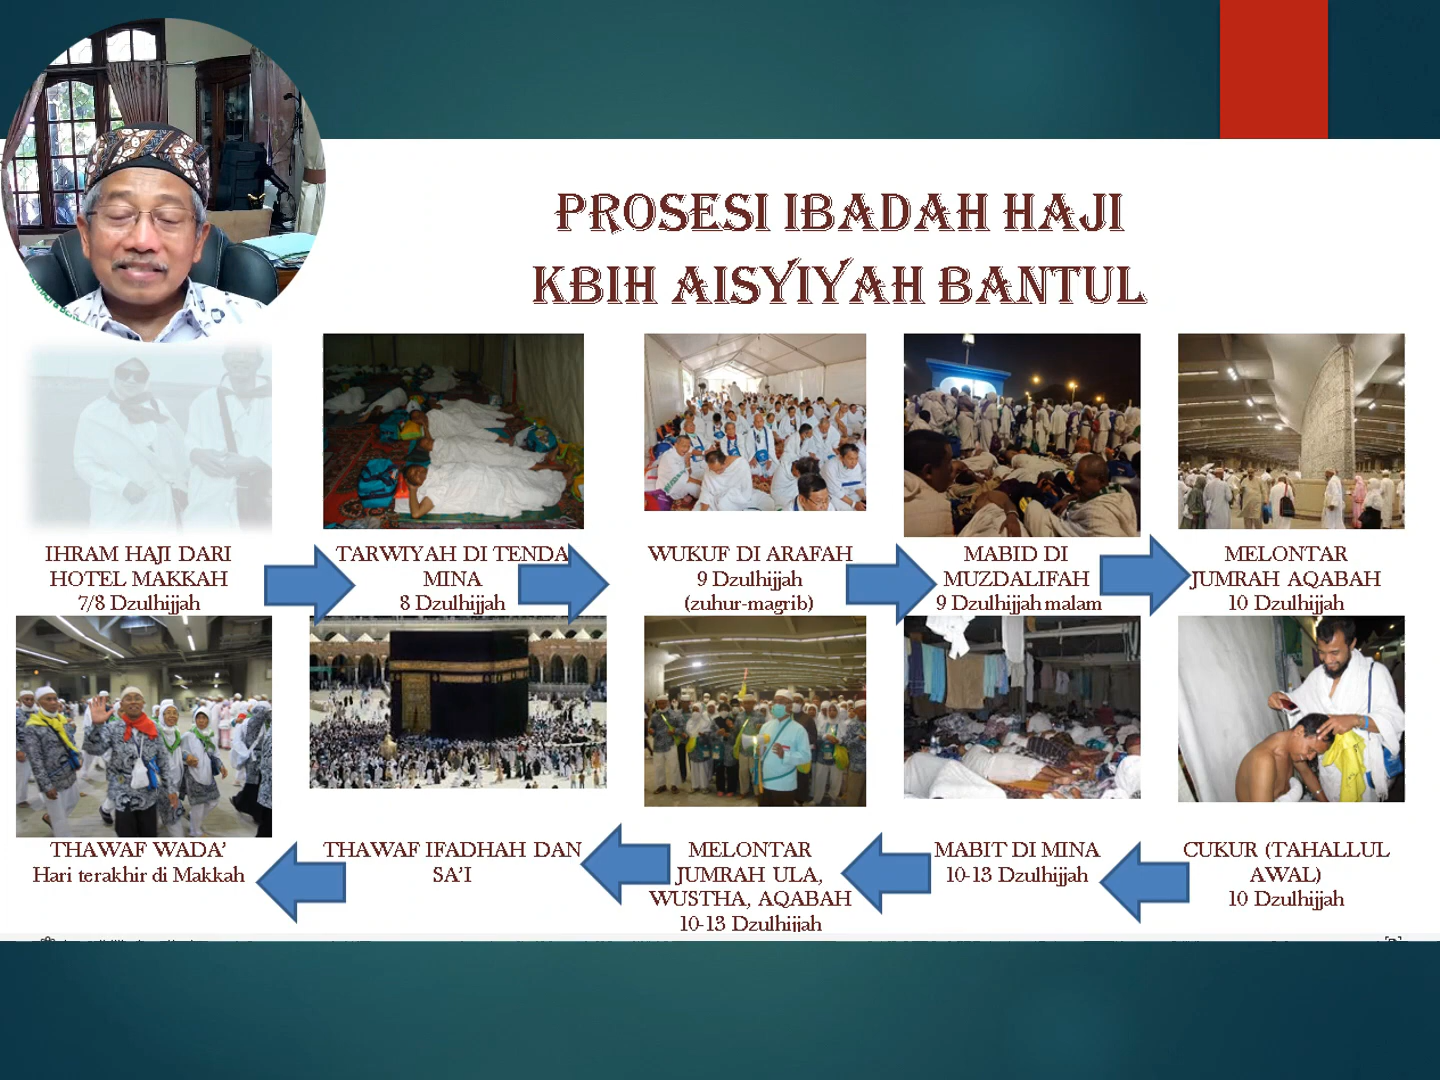 PROSESI IBADAH HAJI
KBIH AISYIYAH BANTUL
IHRAM HAJI DARI
HOTEL MAKKAH
7/8 Dzulhijjah
TARWIYAH DI TENDA
MINA
8 Dzulhijjah
WUKUF DI ARAFAH
9 Dzulhijjah
(zuhur-magrib)
MABID DI
MUZDALIFAH
9 Dzulhijjah malam
MELONTAR
JUMRAH AQABAH
10 Dzulhijjah
CUKUR (TAHALLUL
AWAL)
10 Dzulhijjah
MABIT DI MINA
10-13 Dzulhijjah
MELONTAR
JUMRAH ULA,
WUSTHA, AQABAH
10-13 Dzulhijjah
THAWAF IFADHAH DAN
SA'I
THAWAF WADA'
Hari terakhir di Makkah